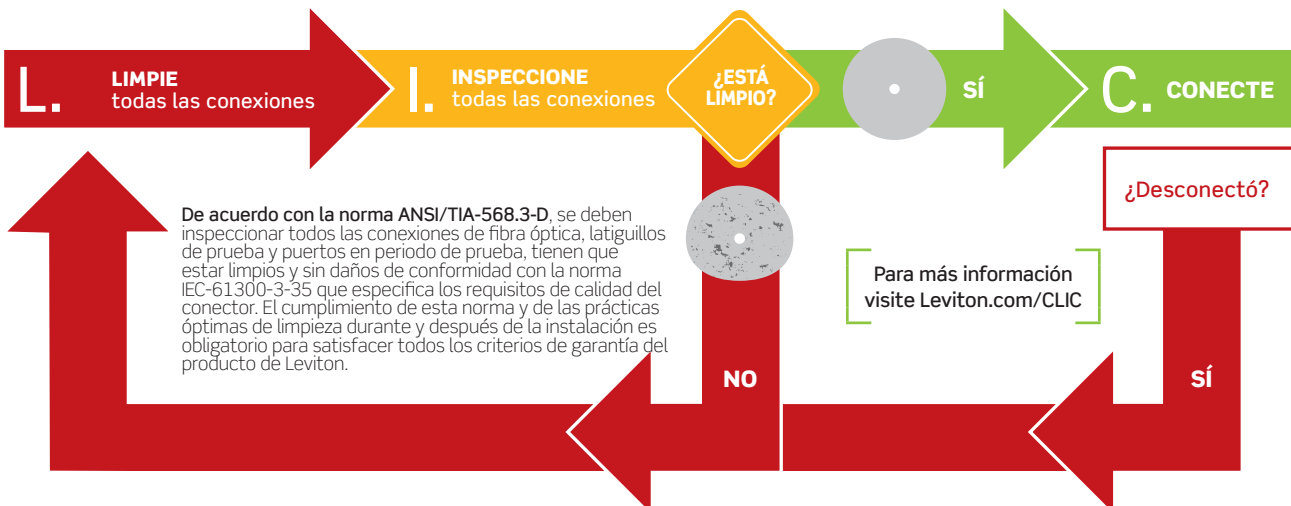 L. LIMPIE
todas las conexiones
I. INSPECCIONE
todas las conexiones
¿ESTÁ
LIMPIO?
SÍ
C. CONECTE
¿Desconectó?
De acuerdo con la norma ANSI/TIA-568.3-D, se deben
inspeccionar todos las conexiones de fibra óptica, latiguillos
de prueba y puertos en periodo de prueba, tienen que
estar limpios y sin daños de conformidad con la norma
IEC-61300-3-35 que especifica los requisitos de calidad del
conector. El cumplimiento de esta norma y de las prácticas
óptimas de limpieza durante y después de la instalación es
obligatorio para satisfacer todos los criterios de garantía del
producto de Leviton.
Para más información
visite Leviton.com/CLIC
NO
SÍ